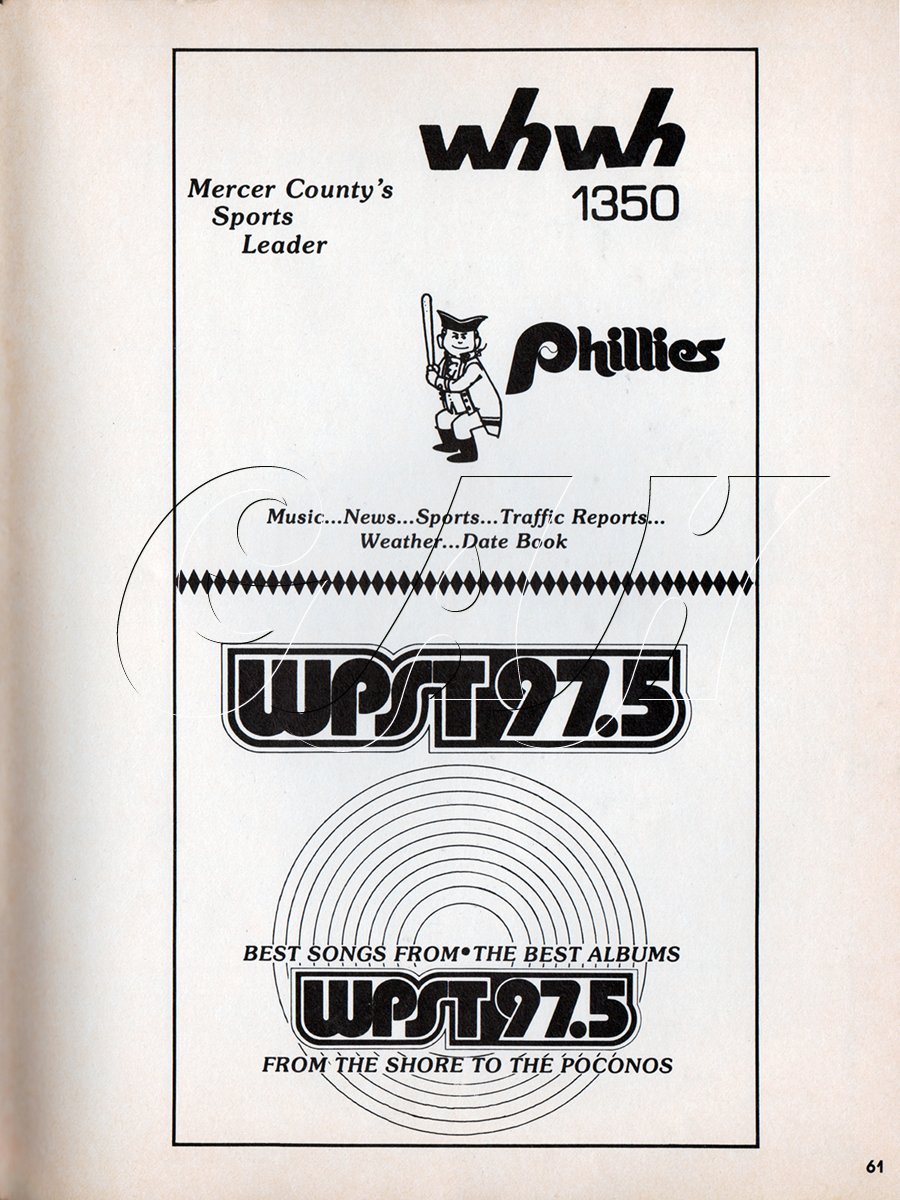 whwh
1350
Mercer County's
Sports
Leader
Phillies
Music...News...Sports...Traffic Reports...
Weather...Date Book
WPST 97.5
BEST SONGS FROM•THE BEST ALBUMS
WPST 97.5
FROM THE SHORE TO THE POCONOS
61